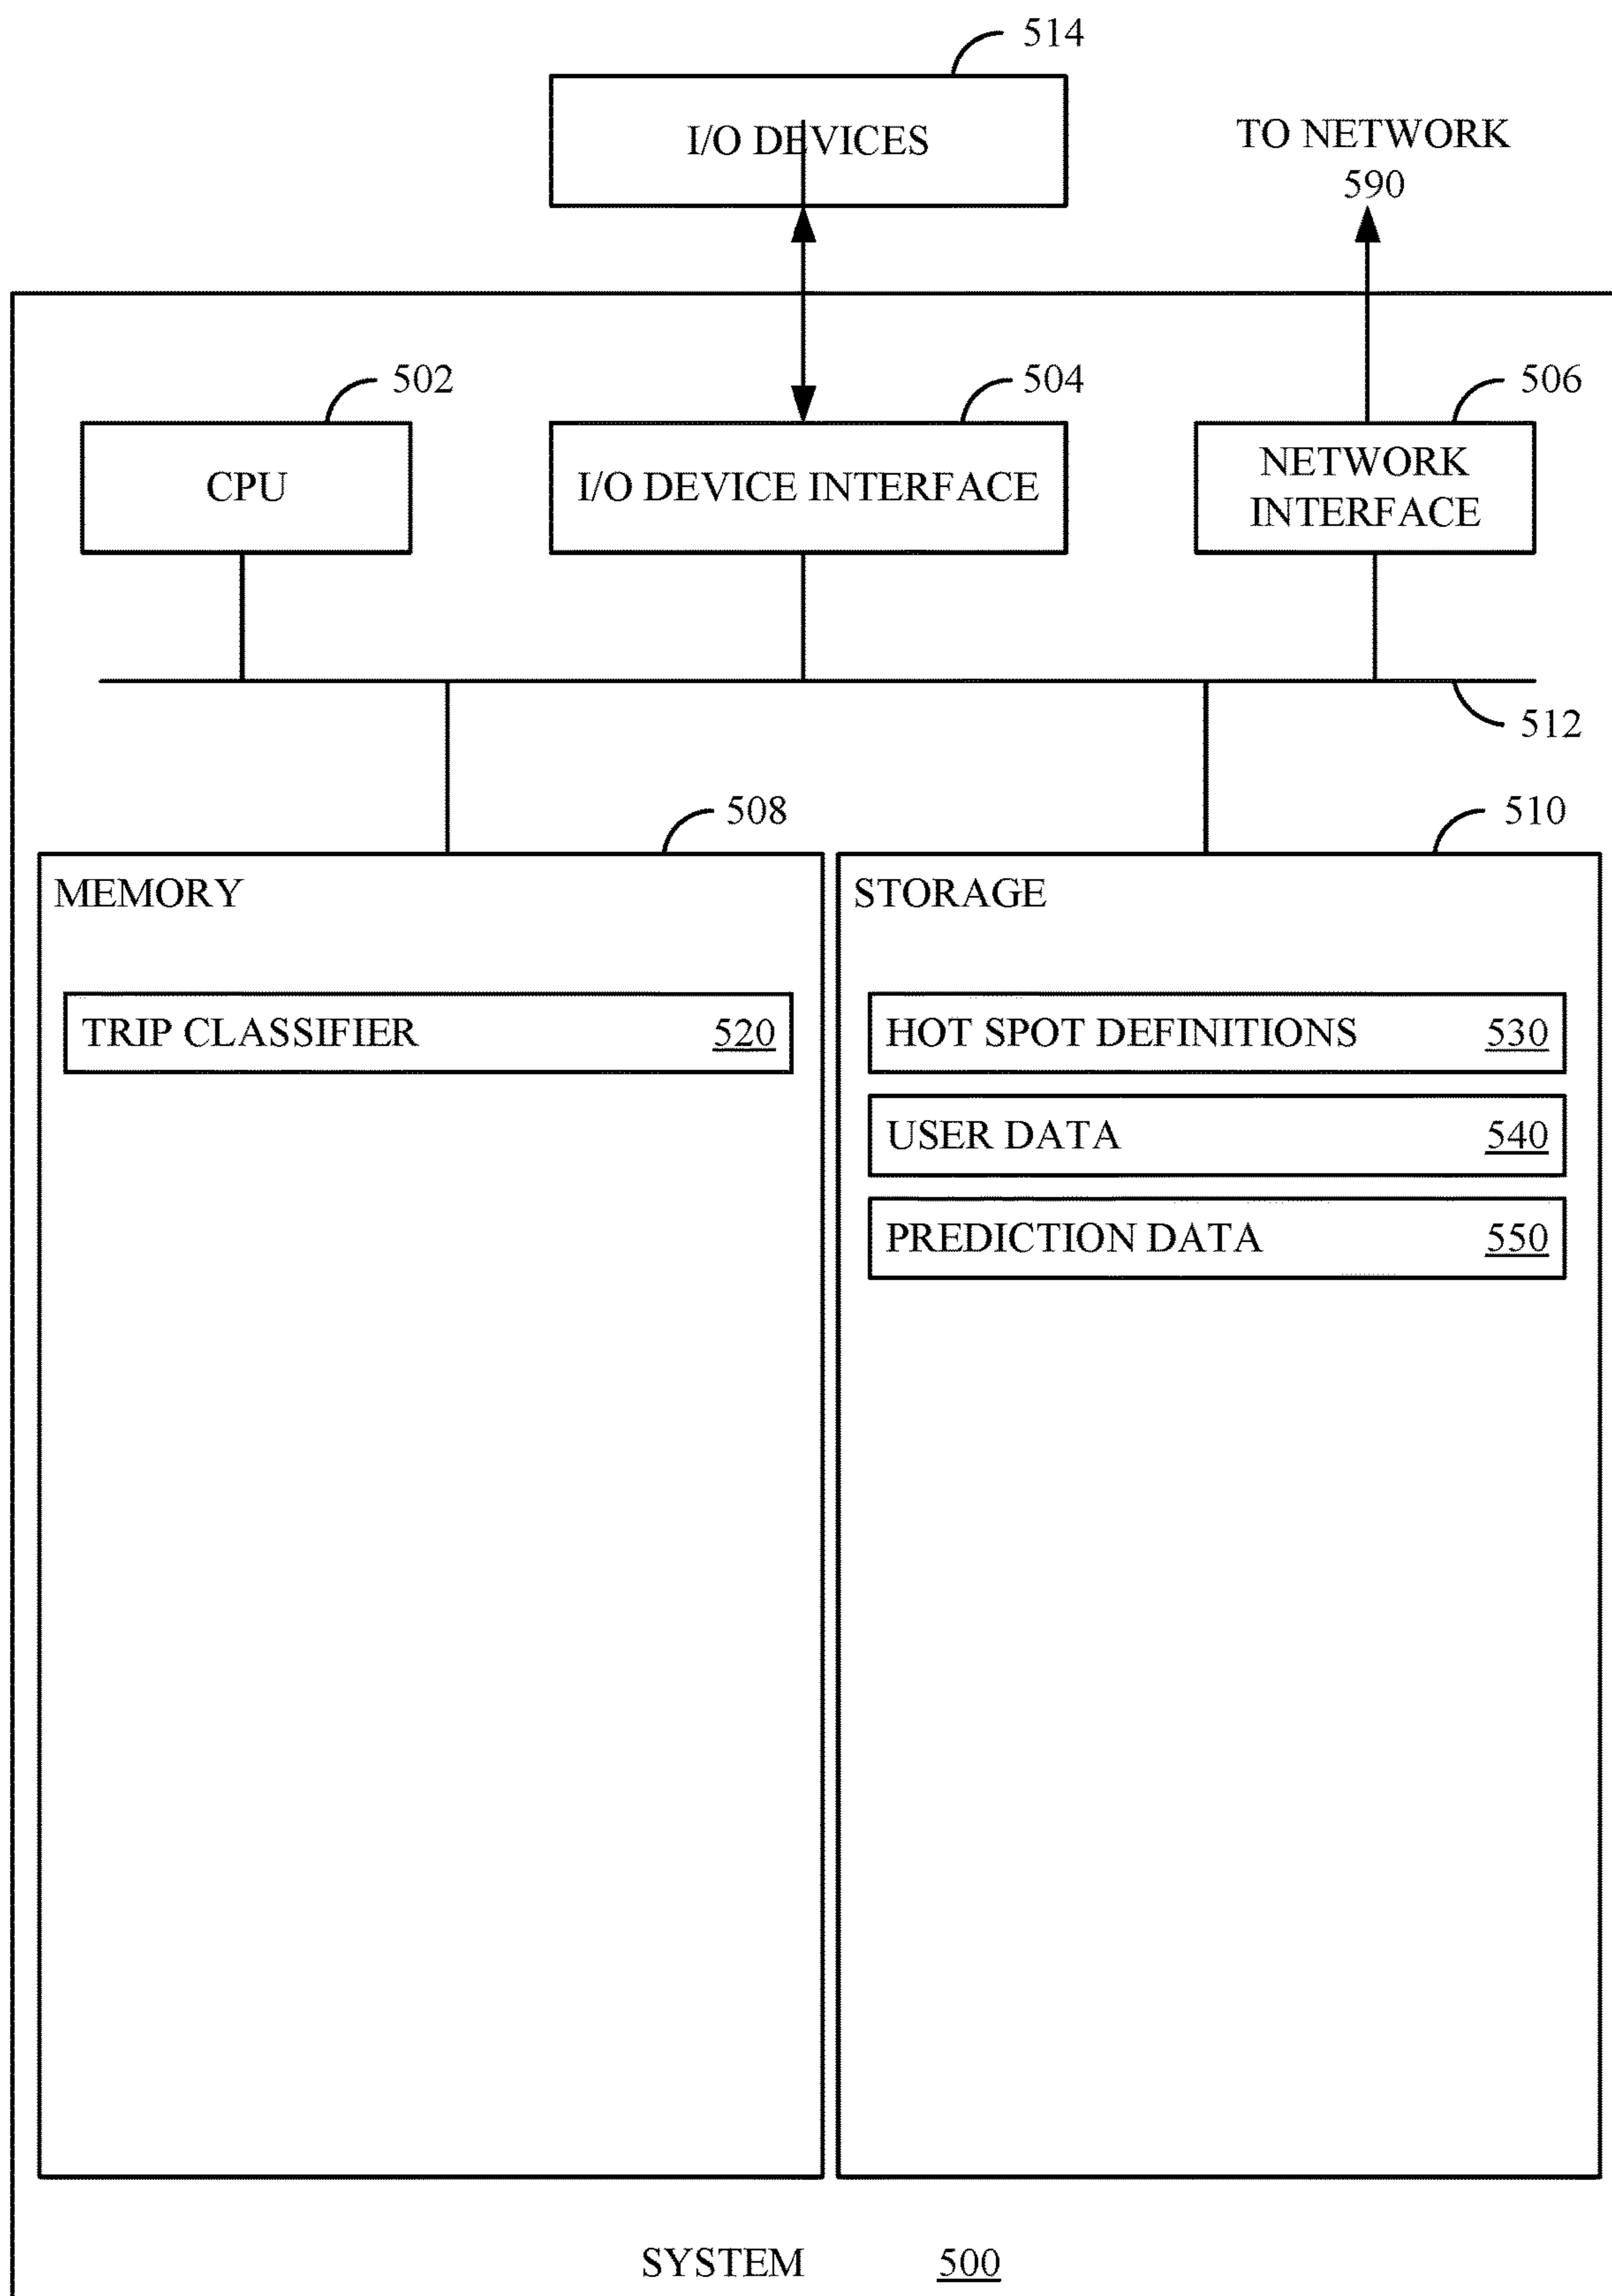 514
I/O DEVICES
TO NETWORK
590
502
504
506
CPU
I/O DEVICE INTERFACE
NETWORK
INTERFACE
512
508
510
MEMORY
STORAGE
TRIP CLASSIFIER 520
HOT SPOT DEFINITIONS 530
USER DATA 540
PREDICTION DATA 550
SYSTEM 500